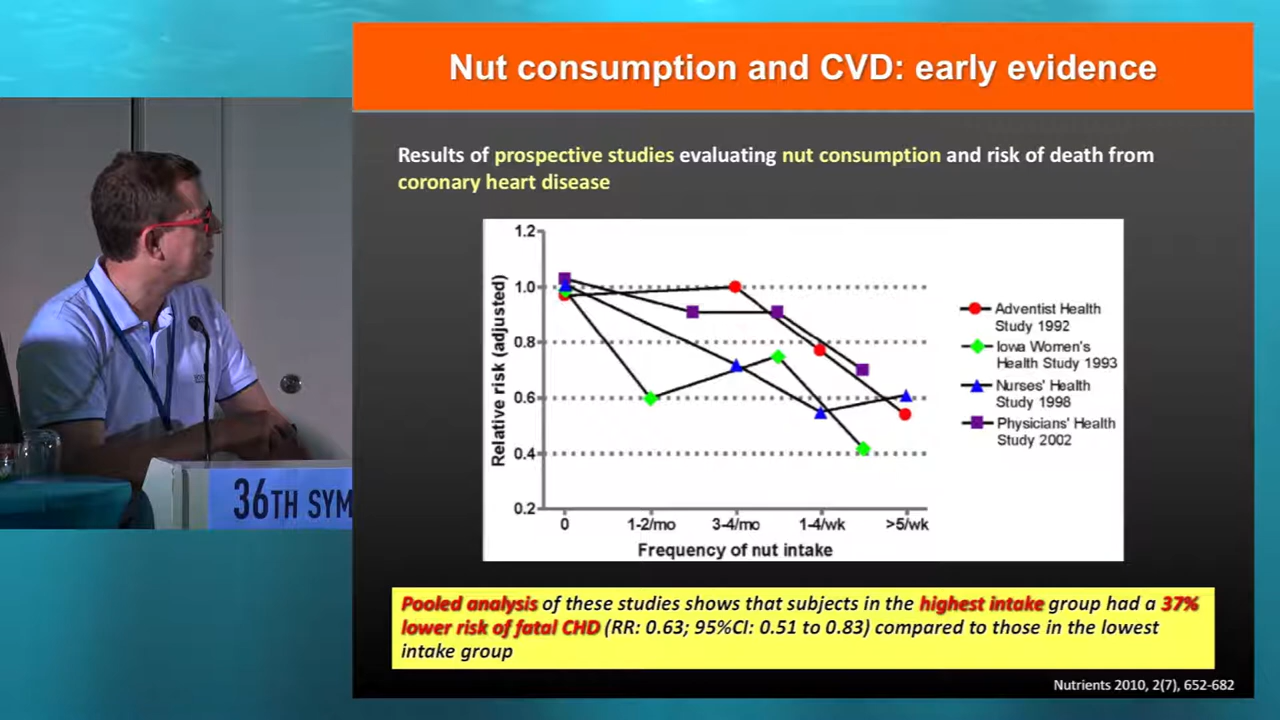 Nut consumption and CVD: early evidence
Results of prospective studies evaluating nut consumption and risk of death from
coronary heart disease
1.2
1.0
0.8
0.6
0.4
0.2
Relative risk (adjusted)
0
1-2/mo
3-4/mo
1-4/wk
>5/wk
Frequency of nut intake
Adventist Health
Study 1992
Iowa Women's
Health Study 1993
Nurses' Health
Study 1998
Physicians' Health
Study 2002
Pooled analysis of these studies shows that subjects in the highest intake group had a 37%
lower risk of fatal CHD (RR: 0.63; 95%CI: 0.51 to 0.83) compared to those in the lowest
intake group
Nutrients 2010, 2(7), 652-682
36TH SYM